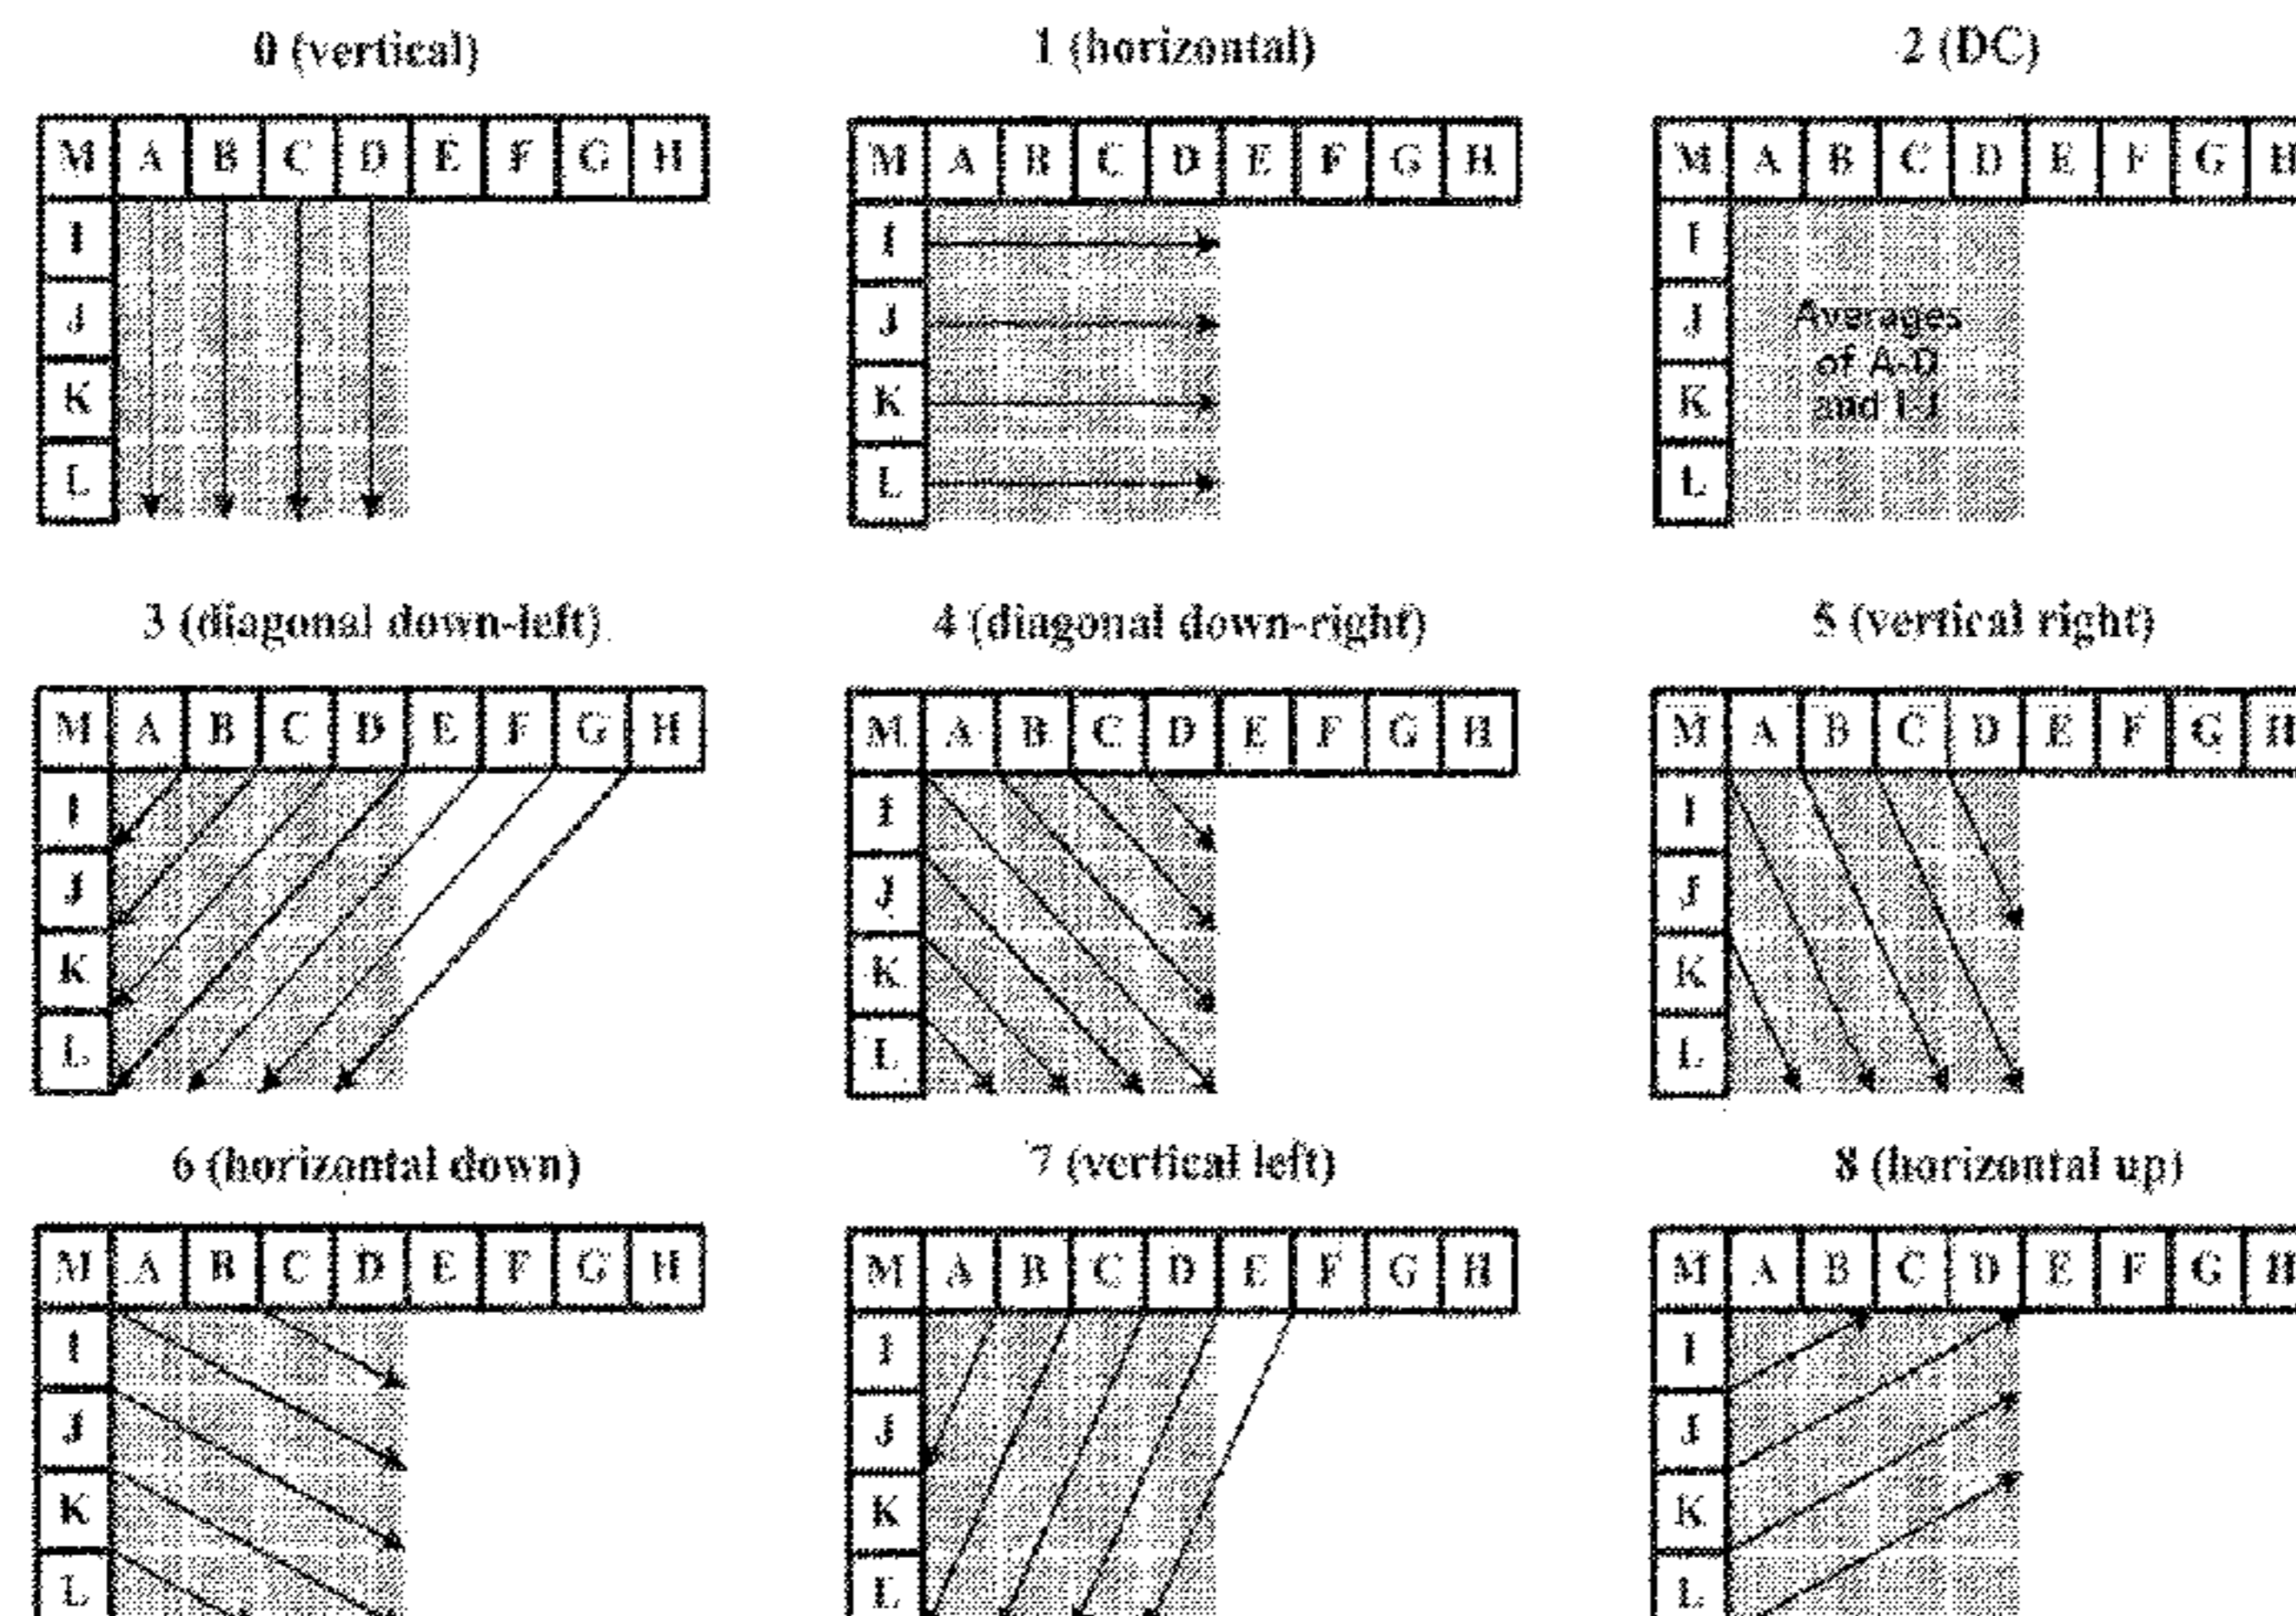 0 (vertical) 1 (horizontal) 2 (DC)
M A B C D E F G H M A B C D E F G H M A B C D E F G H
I I I
J J J Averages
of A-D
K K K and I-J
L L L
3 (diagonal down-left) 4 (diagonal down-right) 5 (vertical right)
M A B C D E F G H M A B C D E F G H M A B C D E F G H
I I I
J J J
K K K
L L L
6 (horizontal down) 7 (vertical left) 8 (horizontal up)
M A B C D E F G H M A B C D E F G H M A B C D E F G H
I I I
J J J
K K K
L L L